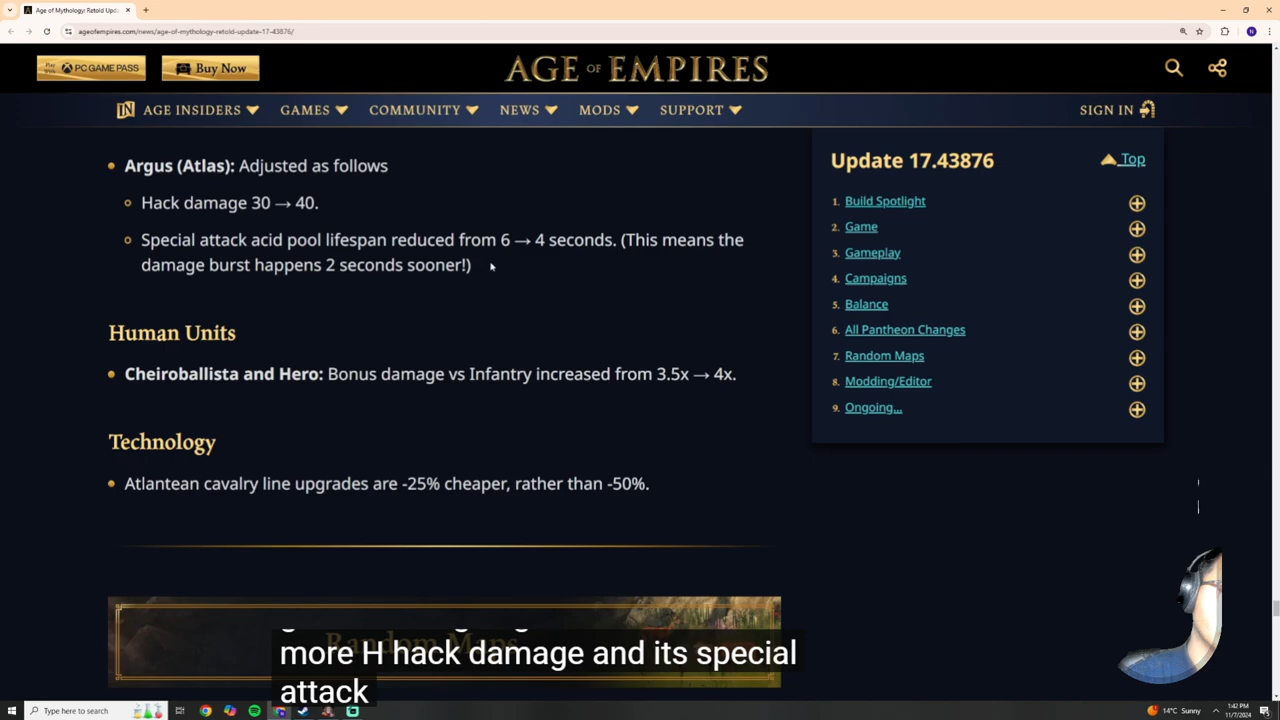 Age of Mythology: Retold Upd
ageofempires.com/news/age-of-mythology-retold-update-17-43876/
PC GAME PASS
Buy Now
AGE OF EMPIRES
AGE INSIDERS
GAMES
COMMUNITY
NEWS
MODS
SUPPORT
SIGN IN
Argus (Atlas): Adjusted as follows
Hack damage 30 → 40.
Special attack acid pool lifespan reduced from 6 → 4 seconds. (This means the
damage burst happens 2 seconds sooner!)
Human Units
Cheiroballista and Hero: Bonus damage vs Infantry increased from 3.5x → 4x.
Technology
Atlantean cavalry line upgrades are -25% cheaper, rather than -50%.
Update 17.43876
Top
1. Build Spotlight
2. Game
3. Gameplay
4. Campaigns
5. Balance
6. All Pantheon Changes
7. Random Maps
8. Modding/Editor
9. Ongoing...
Random Maps
more H hack damage and its special
attack
Type here to search
14°C Sunny
1:42 PM
11/7/2024